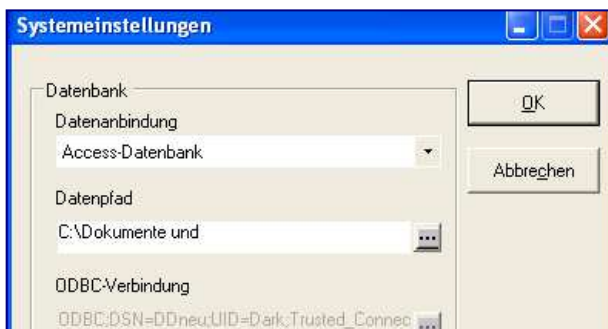 Systemeinstellungen
Datenbank
Datenanbindung
Access-Datenbank
Datenpfad
C:\Dokumente und
ODBC-Verbindung
ODBC;DSN=DDneu;UID=Dark;Trusted_Connec
OK
Abbrechen